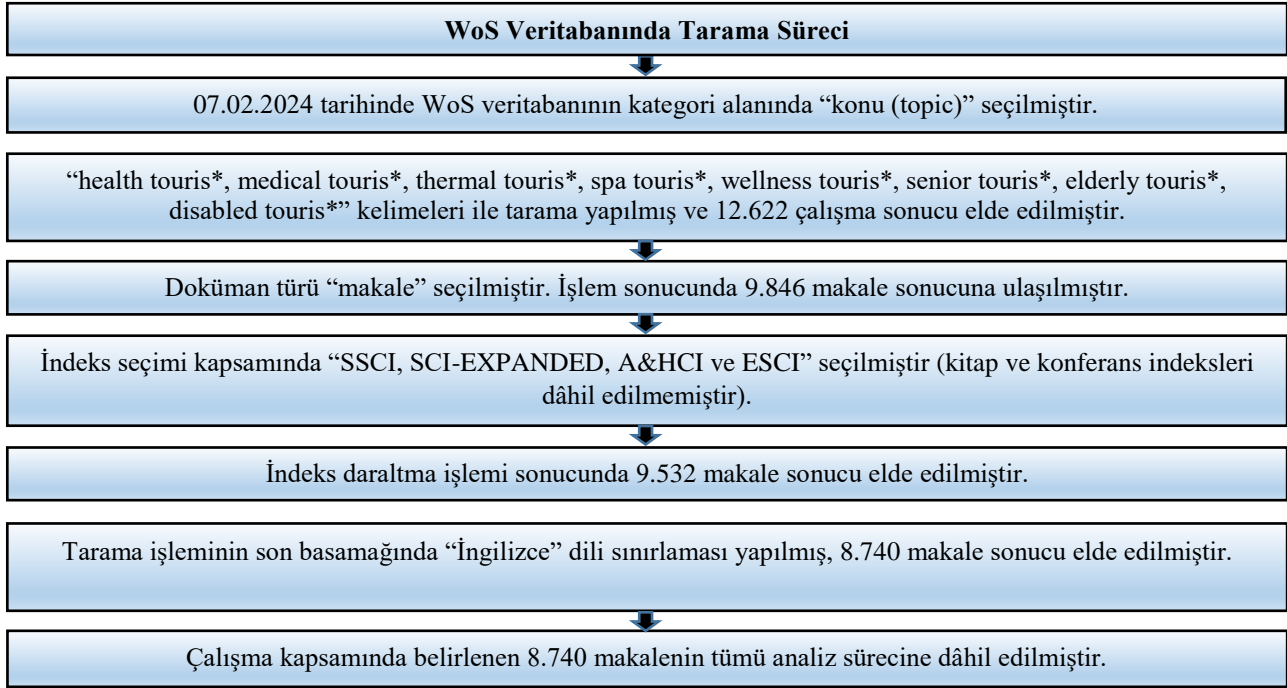 WoS Veritabanında Tarama Süreci
07.02.2024 tarihinde WoS veritabanının kategori alanında “konu (topic)” seçilmiştir.
“health touris*, medical touris*, thermal touris*, spa touris*, wellness touris*, senior touris*, elderly touris*,
disabled touris*” kelimeleri ile tarama yapılmış ve 12.622 çalışma sonucu elde edilmiştir.
Doküman türü “makale” seçilmiştir. İşlem sonucunda 9.846 makale sonucuna ulaşılmıştır.
İndeks seçimi kapsamında “SSCI, SCI-EXPANDED, A&HCI ve ESCI” seçilmiştir (kitap ve konferans indeksleri
dâhil edilmemiştir).
İndeks daraltma işlemi sonucunda 9.532 makale sonucu elde edilmiştir.
Tarama işleminin son basamağında “İngilizce” dili sınırlaması yapılmış, 8.740 makale sonucu elde edilmiştir.
Çalışma kapsamında belirlenen 8.740 makalenin tümü analiz sürecine dâhil edilmiştir.